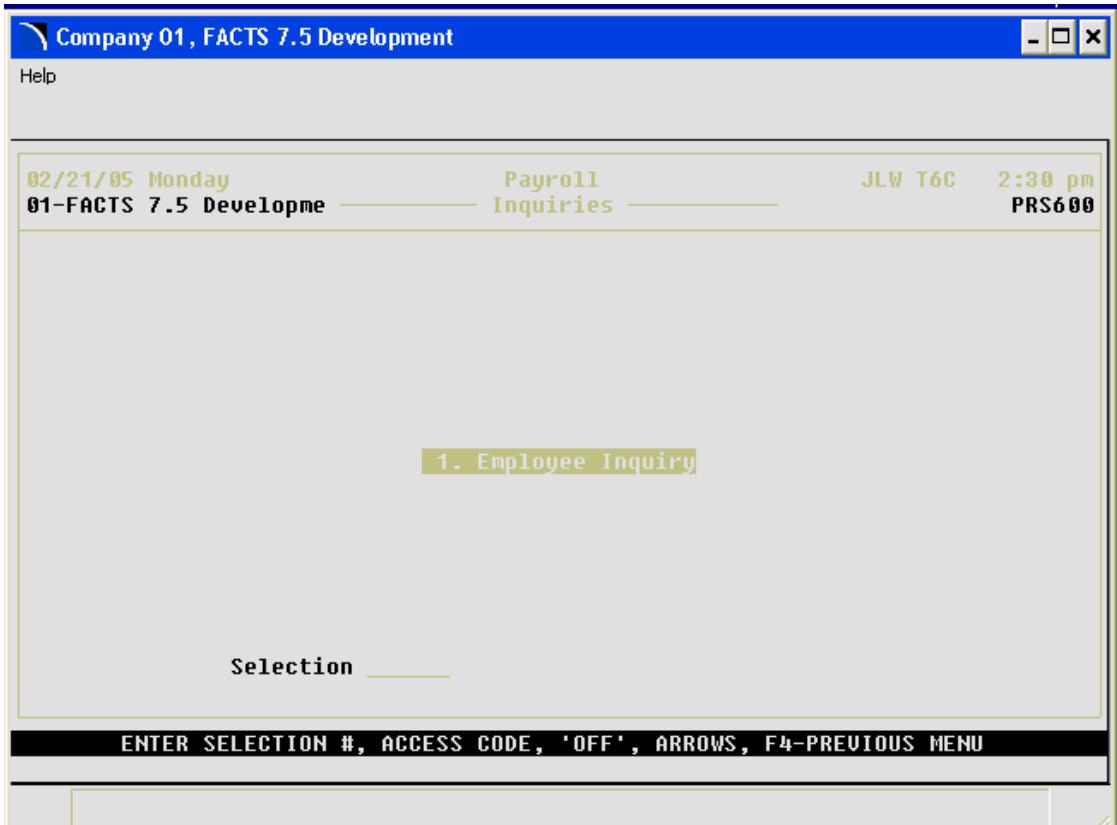 Company 01, FACTS 7.5 Development
Help
02/21/05 Monday Payroll JLW T6C 2:30 pm
01-FACTS 7.5 Developme Inquiries PRS600
1. Employee Inquiry
Selection
ENTER SELECTION #, ACCESS CODE, 'OFF', ARROWS, F4-PREVIOUS MENU